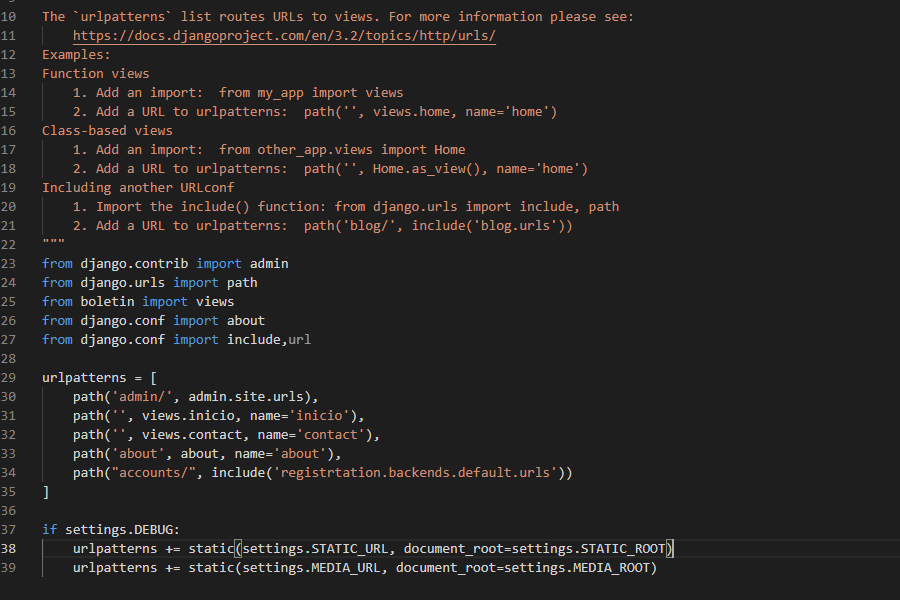 10 The `urlpatterns` list routes URLs to views. For more information please see:
11     https://docs.djangoproject.com/en/3.2/topics/http/urls/
12 Examples:
13 Function views
14     1. Add an import:  from my_app import views
15     2. Add a URL to urlpatterns:  path('', views.home, name='home')
16 Class-based views
17     1. Add an import:  from other_app.views import Home
18     2. Add a URL to urlpatterns:  path('', Home.as_view(), name='home')
19 Including another URLconf
20     1. Import the include() function: from django.urls import include, path
21     2. Add a URL to urlpatterns:  path('blog/', include('blog.urls'))
22 """
23 from django.contrib import admin
24 from django.urls import path
25 from boletin import views
26 from django.conf import about
27 from django.conf import include,url
28
29 urlpatterns = [
30     path('admin/', admin.site.urls),
31     path('', views.inicio, name='inicio'),
32     path('', views.contact, name='contact'),
33     path('about', about, name='about'),
34     path("accounts/", include('registrtation.backends.default.urls'))
35 ]
36
37 if settings.DEBUG:
38     urlpatterns += static(settings.STATIC_URL, document_root=settings.STATIC_ROOT)
39     urlpatterns += static(settings.MEDIA_URL, document_root=settings.MEDIA_ROOT)